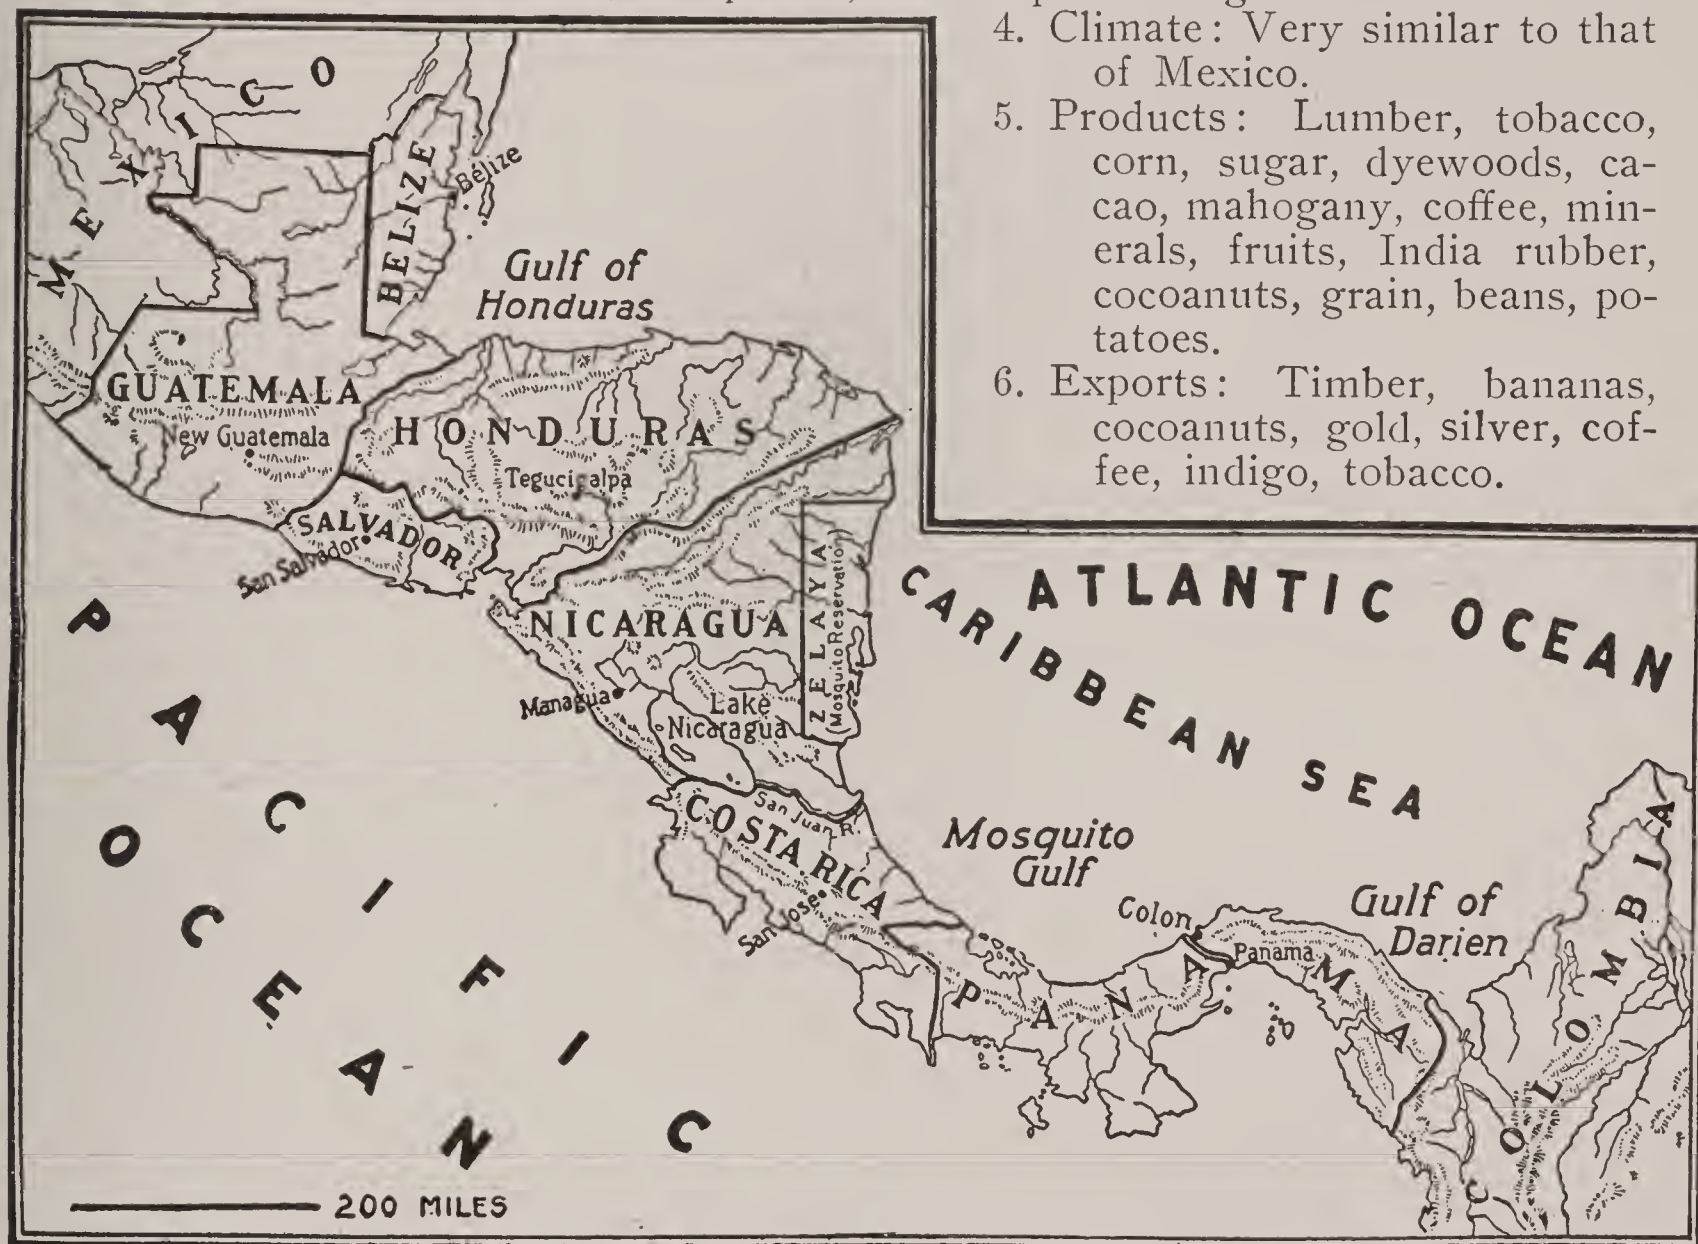 4. Climate: Very similar to that
of Mexico.
5. Products: Lumber, tobacco,
corn, sugar, dyewoods, ca-
cao, mahogany, coffee, min-
erals, fruits, India rubber,
cocoanuts, grain, beans, po-
tatoes.
6. Exports: Timber, bananas,
cocoanuts, gold, silver, cof-
fee, indigo, tobacco.
MEXICO
BELIZE
Bélize
Gulf of
Honduras
GUATEMALA
New Guatemala
HONDURAS
Tegucigalpa
SALVADOR
San Salvador
NICARAGUA
ZELAYA
(Mosquito Reservation)
Managua
Lake
Nicaragua
San Juan R.
COSTA RICA
San Jose
ATLANTIC OCEAN
CARIBBEAN SEA
Mosquito
Gulf
Colon
Panama
PANAMA
Gulf of
Darien
COLOMBIA
PACIFIC
OCEAN
200 MILES